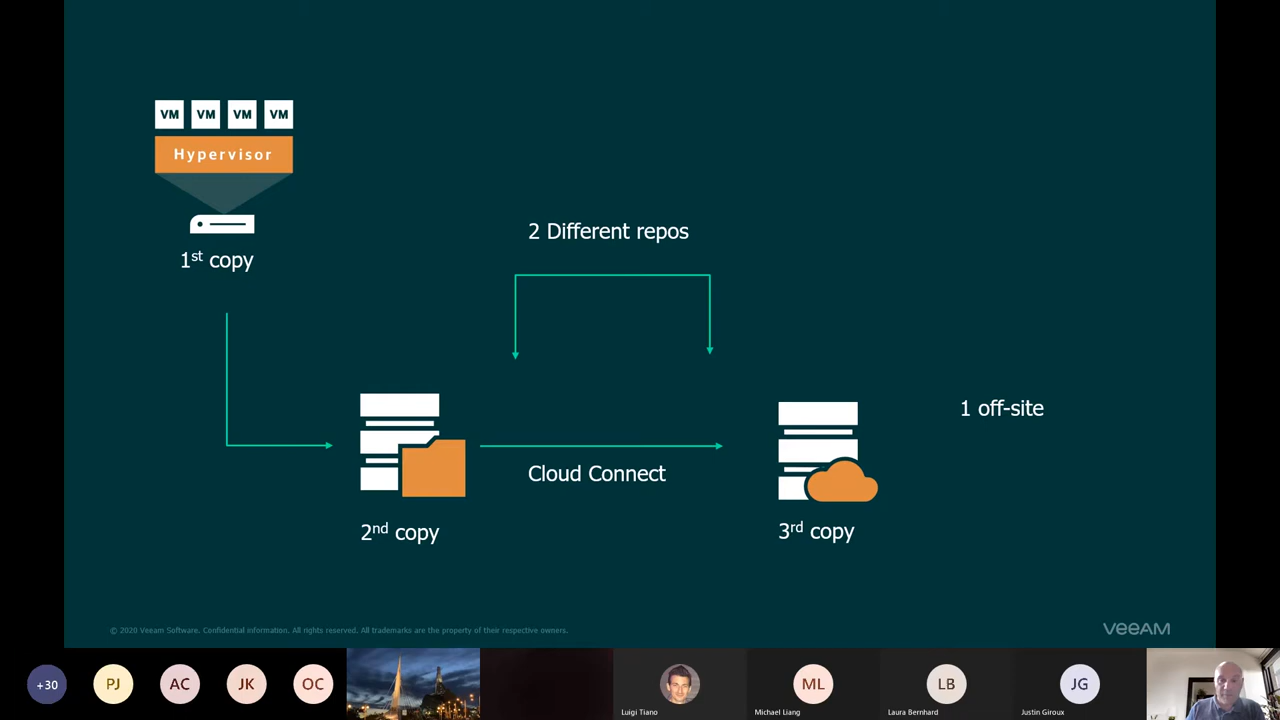 VM VM VM VM
Hypervisor
1st copy
2 Different repos
1 off-site
Cloud Connect
2nd copy
3rd copy
© 2020 Veeam Software. Confidential information. All rights reserved. All trademarks are the property of their respective owners.
VEEAM
+30
PJ
AC
JK
OC
ML
LB
JG
Luigi Tiano
Michael Liang
Laura Bernhard
Justin Giroux